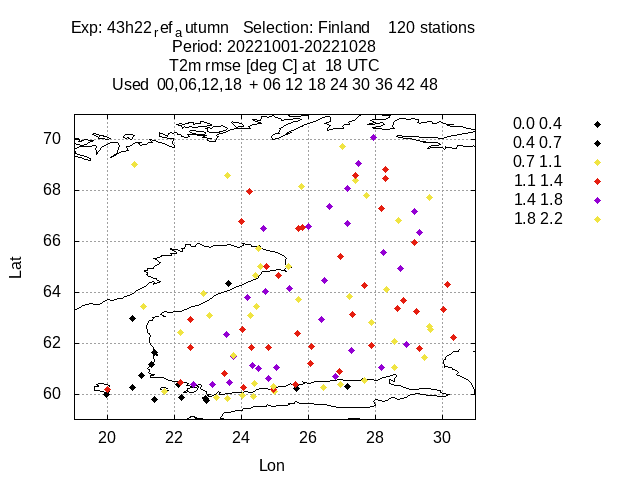 Exp: 43h22refautumn Selection: Finland 120 stations
Period: 20221001-20221028
T2m rmse [deg C] at 18 UTC
Used 00,06,12,18 + 06 12 18 24 30 36 42 48
0.0 0.4
0.4 0.7
0.7 1.1
1.1 1.4
1.4 1.8
1.8 2.2
70
68
66
64
62
60
Lat
20 22 24 26 28 30
Lon